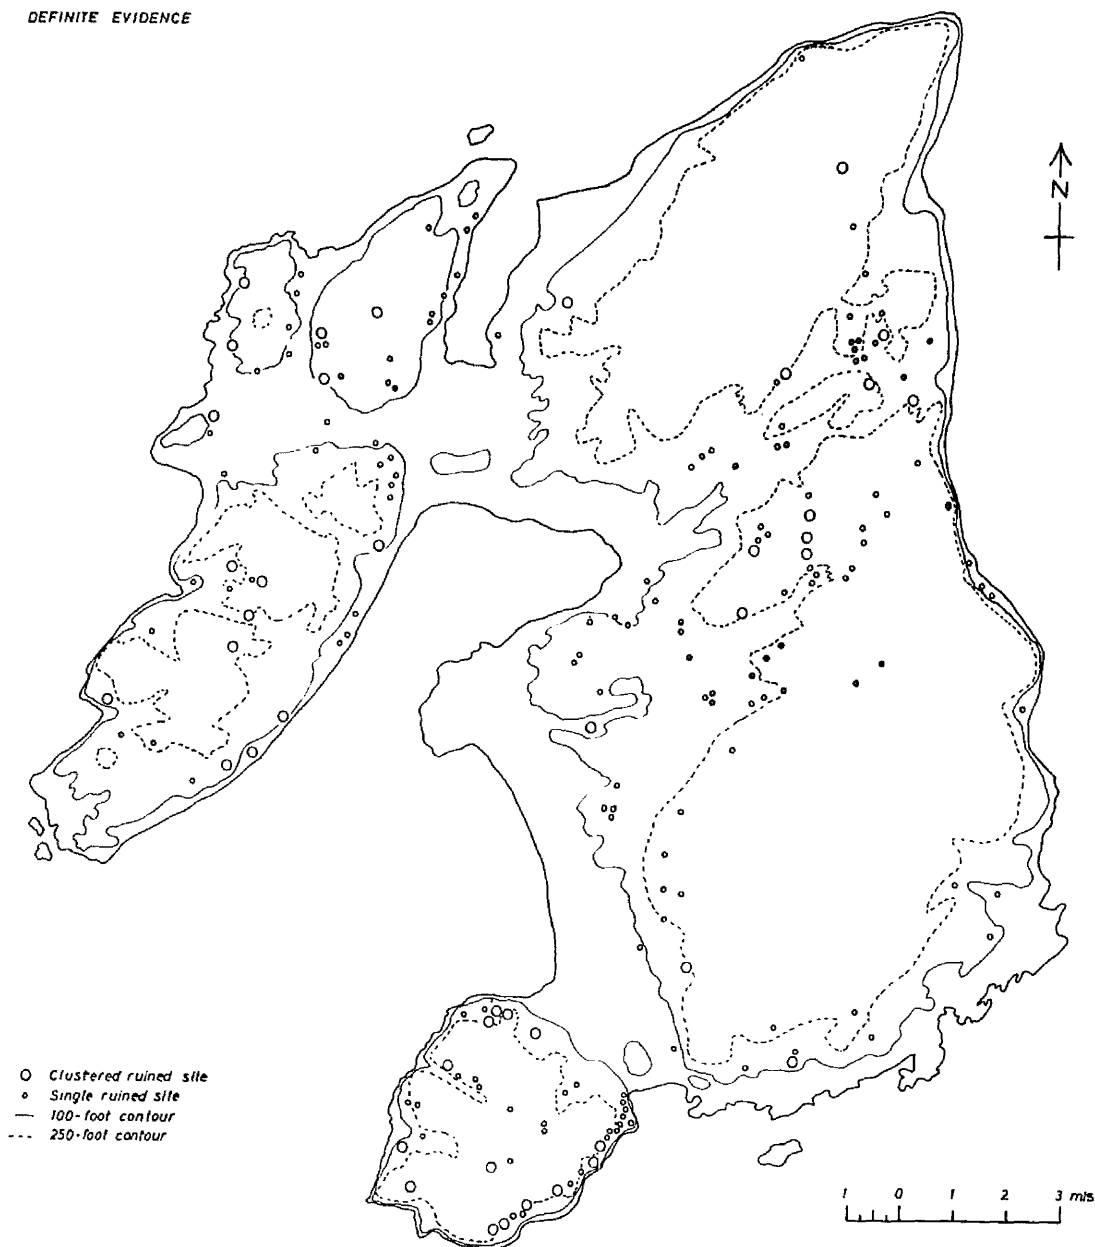 DEFINITE EVIDENCE
N
Clustered ruined site
Single ruined site
100-foot contour
250-foot contour
1 0 1 2 3 mls